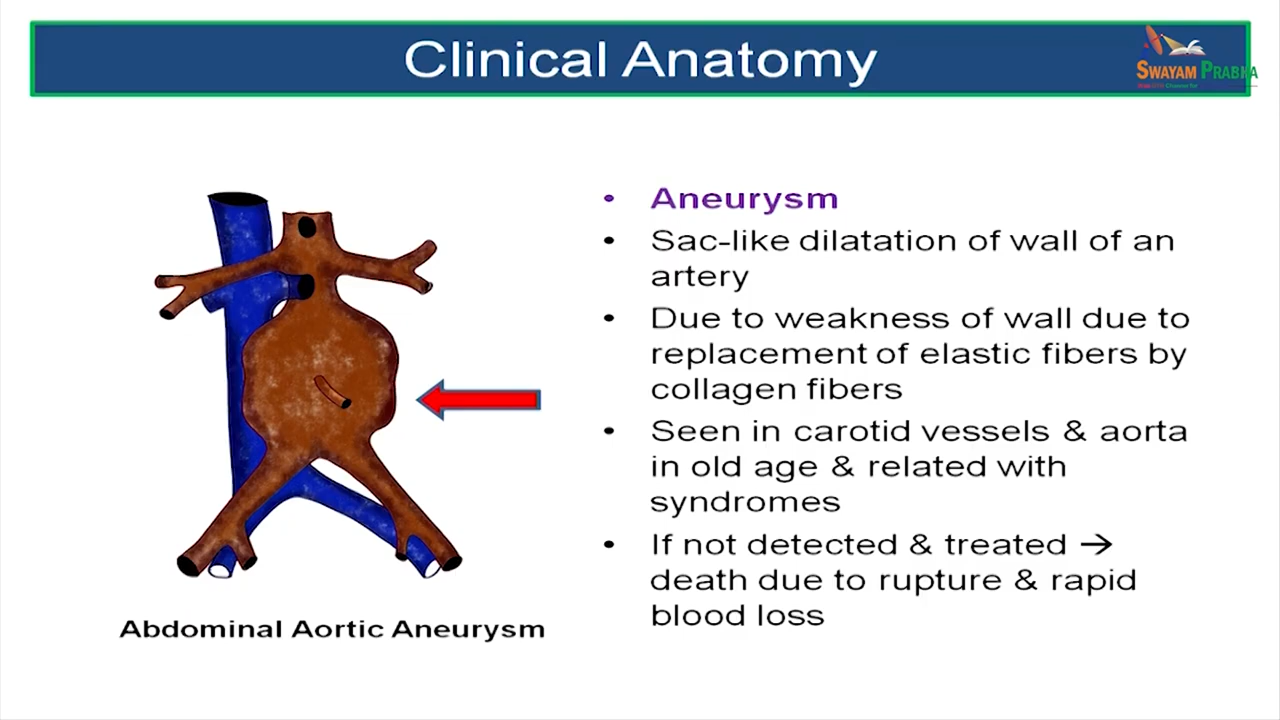 Clinical Anatomy
SWAYAM PRABHA
• Aneurysm
• Sac-like dilatation of wall of an
artery
• Due to weakness of wall due to
replacement of elastic fibers by
collagen fibers
• Seen in carotid vessels & aorta
in old age & related with
syndromes
• If not detected & treated →
death due to rupture & rapid
blood loss
Abdominal Aortic Aneurysm